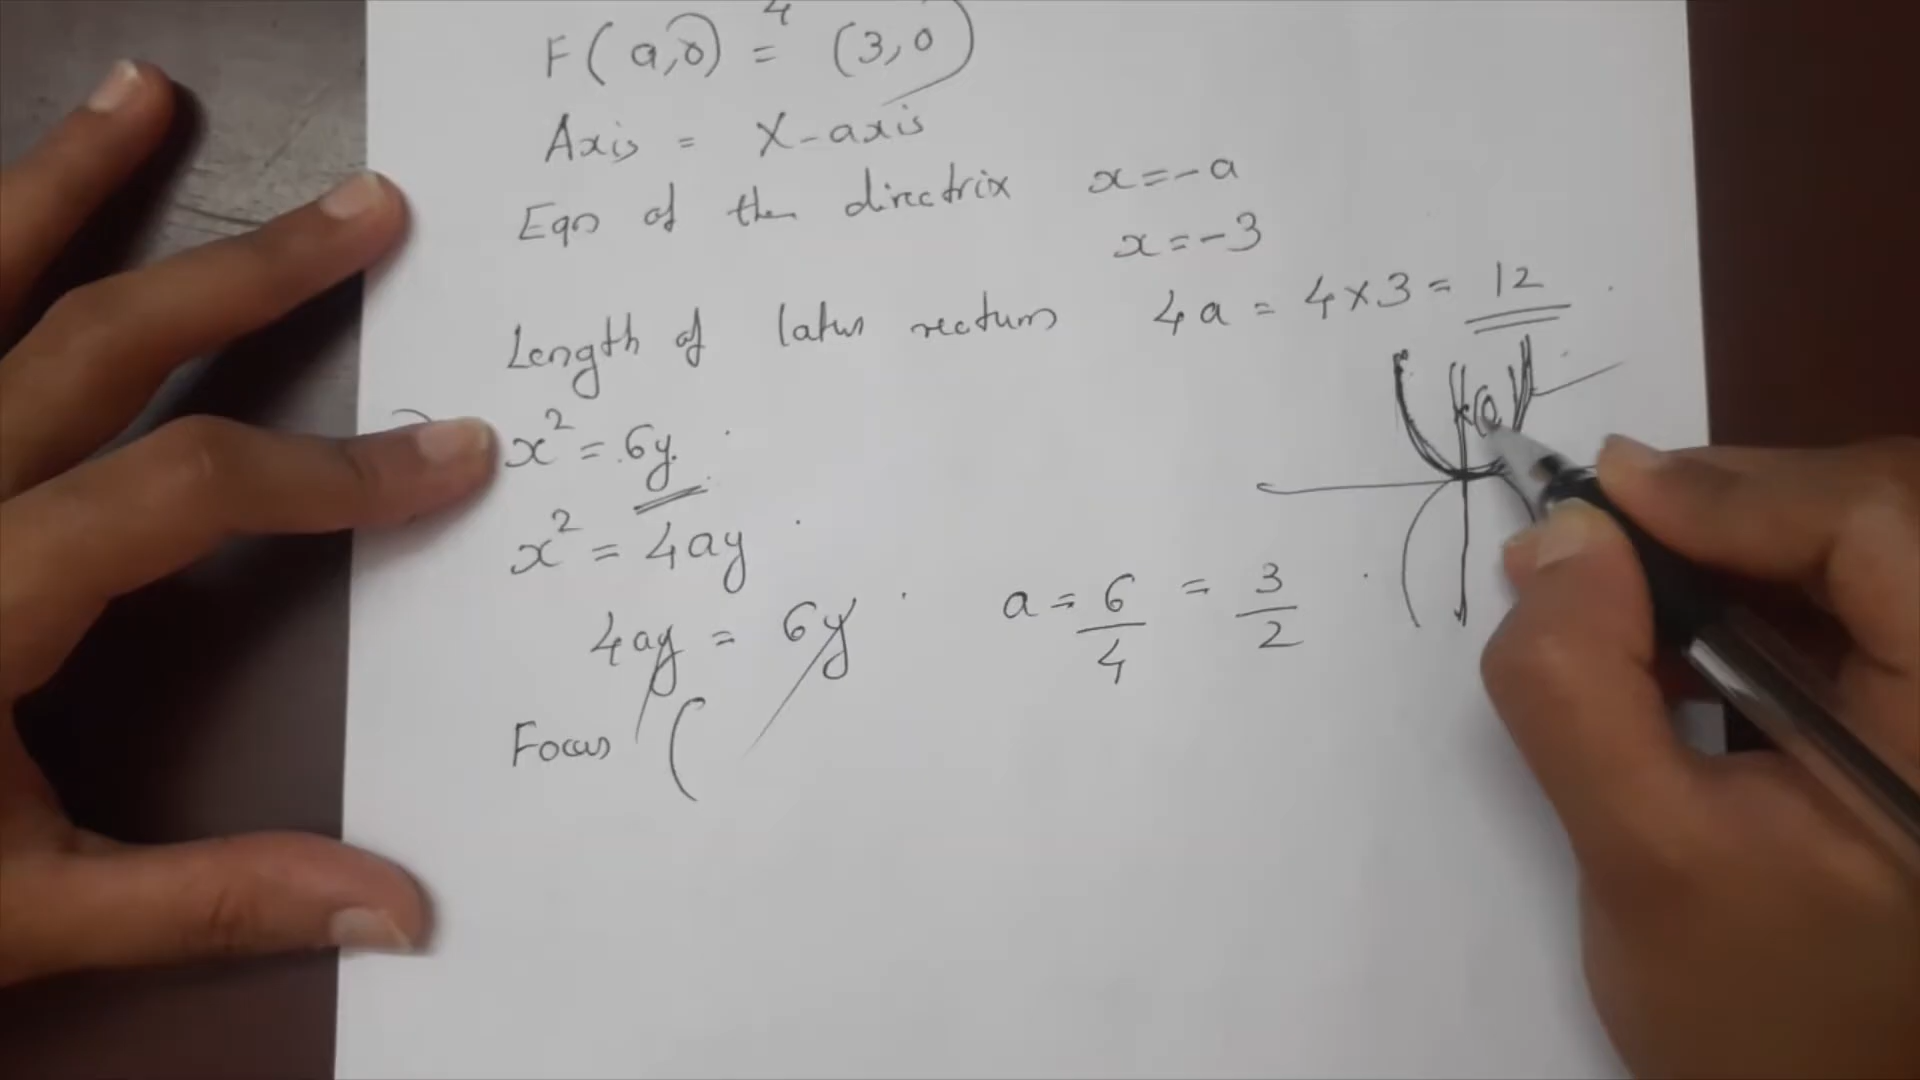 4
F(a,0) = (3,0)
Axis = X-axis
Eqn of the directrix x=-a
x=-3
Length of latus rectum 4a = 4×3 = 12
x² = 6y
x² = 4ay
4ay = 6y a = 6/4 = 3/2
Focus (